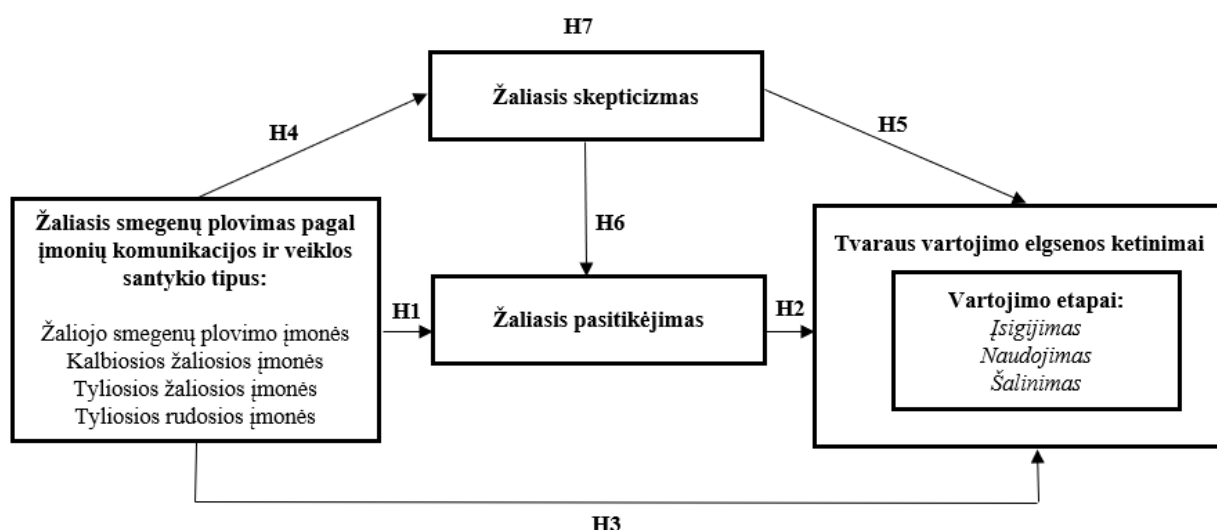 H7
Žaliasis skepticizmas
H4
H5
Žaliasis smegenų plovimas pagal
įmonių komunikacijos ir veiklos
santykio tipus:
Žaliojo smegenų plovimo įmonės
Kalbiosios žaliosios įmonės
Tyliosios žaliosios įmonės
Tyliosios rudosios įmonės
H6
H1
Žaliasis pasitikėjimas
H2
Tvaraus vartojimo elgsenos ketinimai
Vartojimo etapai:
Įsigijimas
Naudojimas
Šalinimas
H3